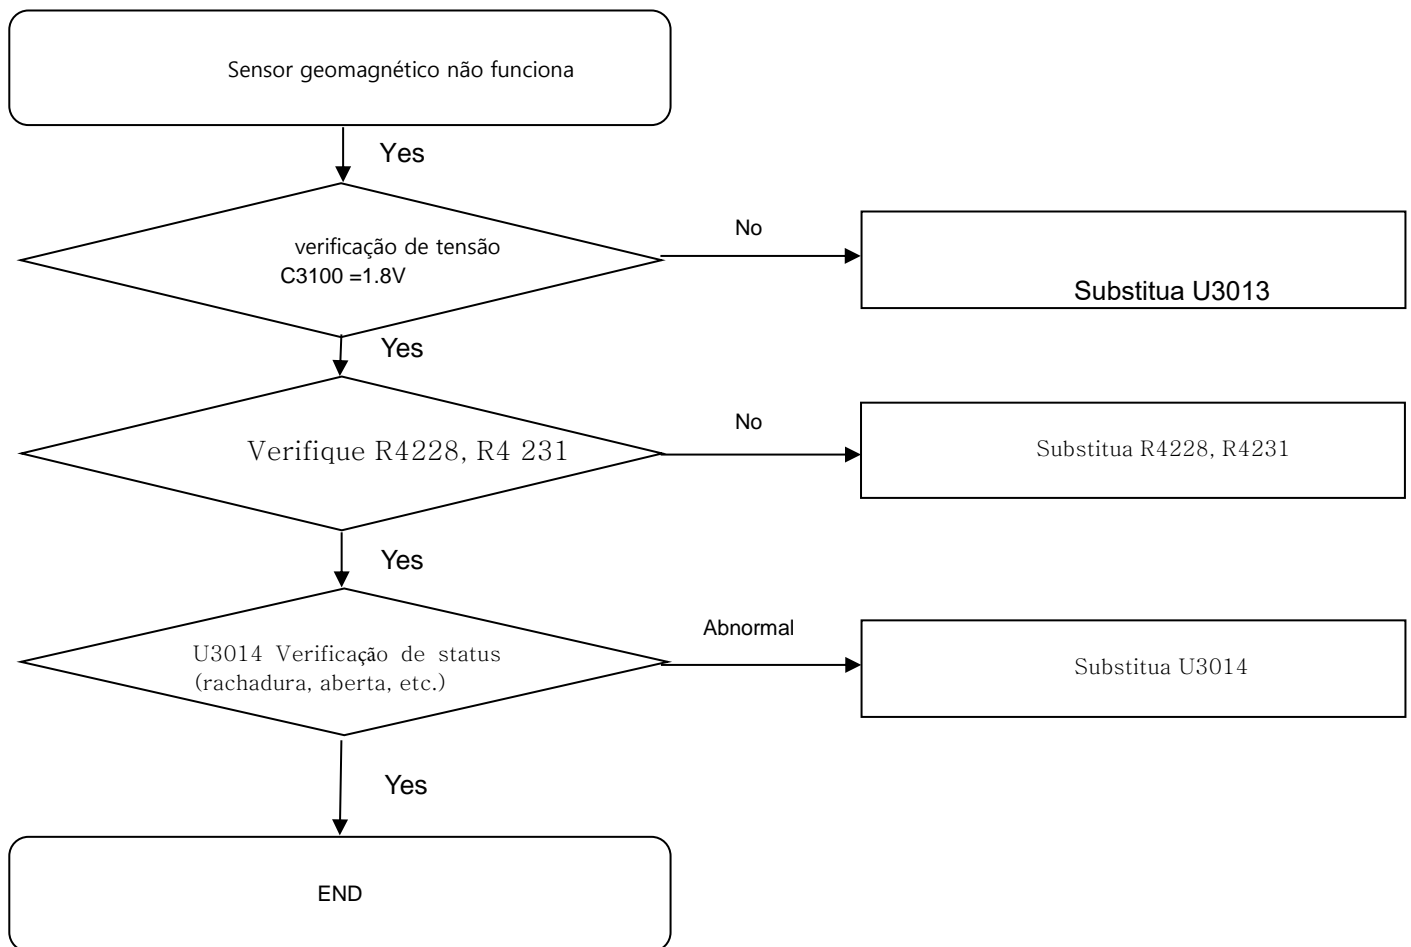 Sensor geomagnético não funciona
Yes
verificação de tensão
C3100 =1.8V
No
Substitua U3013
Yes
Verifique R4228, R4 231
No
Substitua R4228, R4231
Yes
U3014 Verificação de status
(rachadura, aberta, etc.)
Abnormal
Substitua U3014
Yes
END